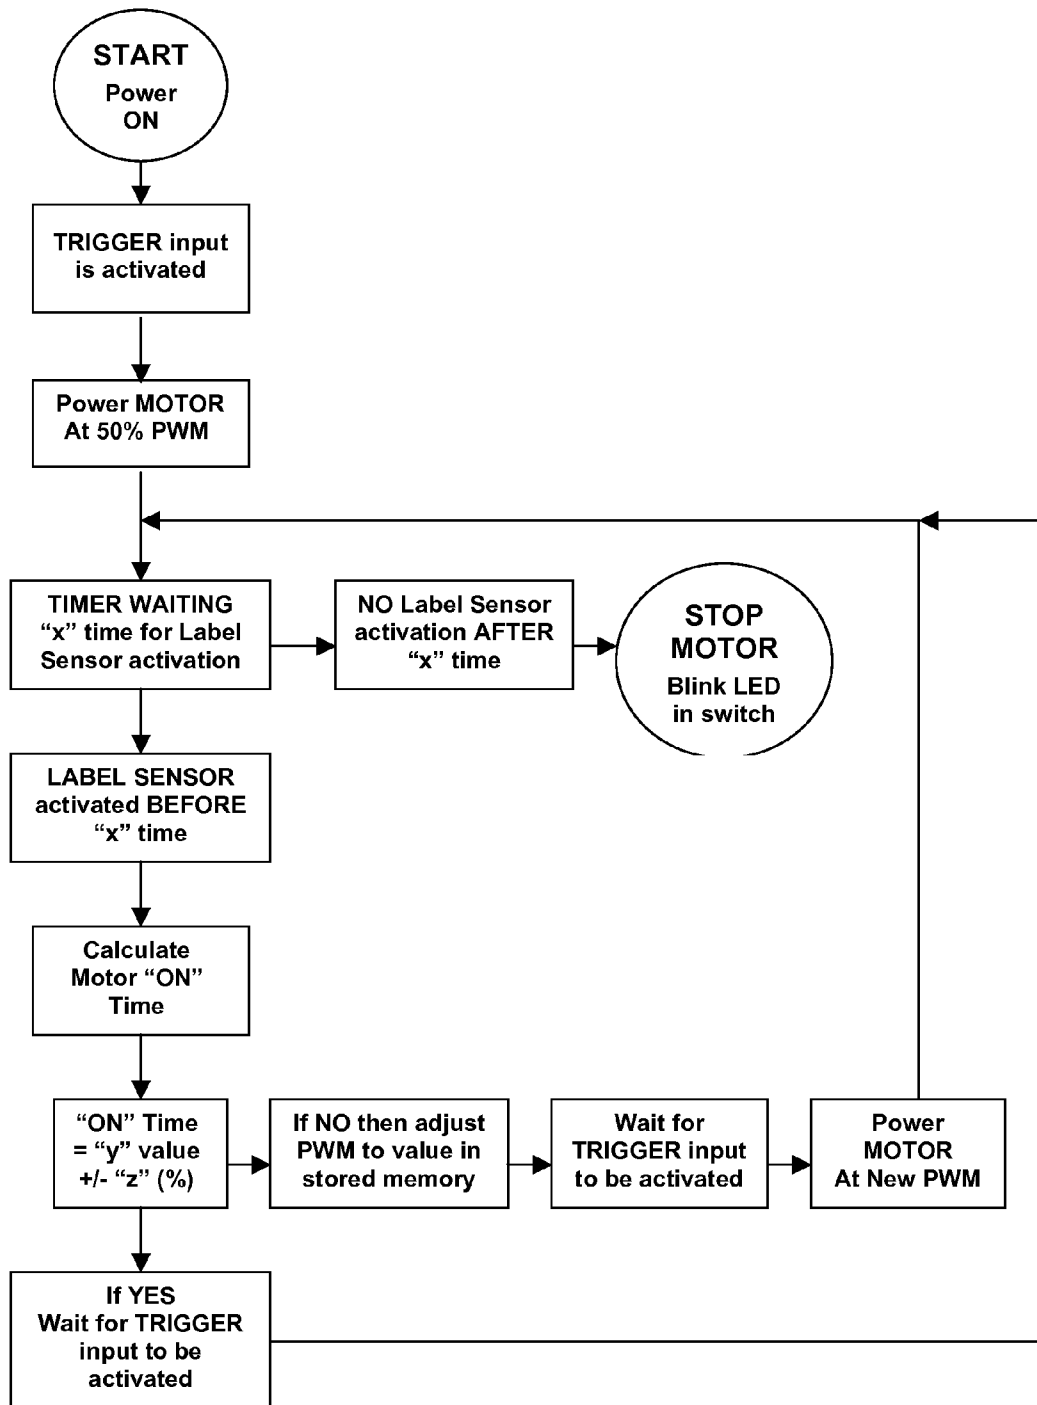 START
Power
ON
TRIGGER input
is activated
Power MOTOR
At 50% PWM
TIMER WAITING
“x” time for Label
Sensor activation
NO Label Sensor
activation AFTER
“x” time
STOP
MOTOR
Blink LED
in switch
LABEL SENSOR
activated BEFORE
“x” time
Calculate
Motor “ON”
Time
“ON” Time
= “y” value
+/- “z” (%)
If NO then adjust
PWM to value in
stored memory
Wait for
TRIGGER input
to be activated
Power
MOTOR
At New PWM
If YES
Wait for TRIGGER
input to be
activated